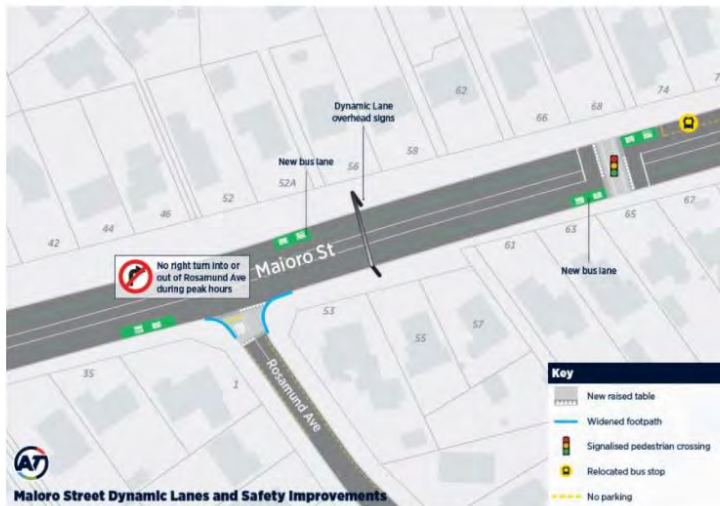 62
74
68
66
Dynamic Lane
overhead signs
58
56
New bus lane
52A
52
46
44
42
67
65
63
61
New bus lane
Maioro St
No right turn into or
out of Rosamund Ave
during peak hours
53
55
57
35
1
Rosamund Ave
Key
New raised table
Widened footpath
Signalised pedestrian crossing
Relocated bus stop
No parking
AT
Maioro Street Dynamic Lanes and Safety Improvements